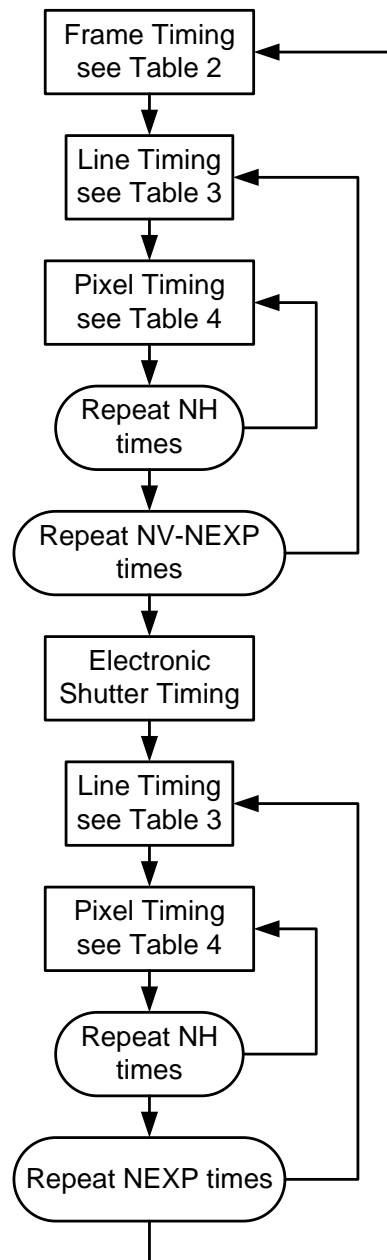 Frame Timing
see Table 2
Line Timing
see Table 3
Pixel Timing
see Table 4
Repeat NH
times
Repeat NV-NEXP
times
Electronic
Shutter Timing
Line Timing
see Table 3
Pixel Timing
see Table 4
Repeat NH
times
Repeat NEXP times